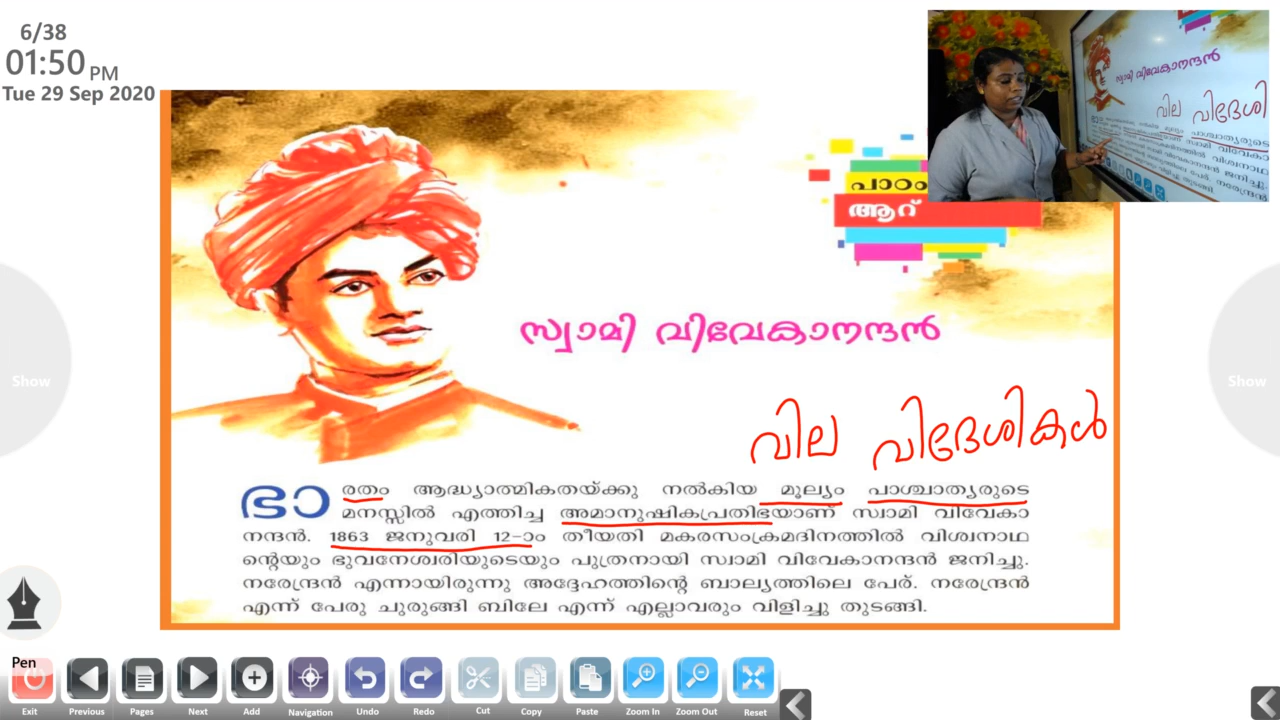 6/38
01:50 PM
Tue 29 Sep 2020
പാഠം
ആറ്
സ്വാമി വിവേകാനന്ദൻ
വില വിദേശികൾ
ഭാരതം ആദ്ധ്യാത്മികതയ്ക്കു നൽകിയ മൂല്യം പാശ്ചാത്യരുടെ
മനസ്സിൽ എത്തിച്ച അമാനുഷികപ്രതിഭയാണ് സ്വാമി വിവേകാ
നന്ദൻ. 1863 ജനുവരി 12-ാം തീയതി മകരസംക്രമദിനത്തിൽ വിശ്വനാഥ
ന്റെയും ഭുവനേശ്വരിയുടെയും പുത്രനായി സ്വാമി വിവേകാനന്ദൻ ജനിച്ചു.
നരേന്ദ്രൻ എന്നായിരുന്നു അദ്ദേഹത്തിന്റെ ബാല്യത്തിലെ പേര്. നരേന്ദ്രൻ
എന്ന് പേരു ചുരുങ്ങി ബിലേ എന്ന് എല്ലാവരും വിളിച്ചു തുടങ്ങി.
സ്വാമി വിവേകാനന്ദൻ
വില വിദേശി
Show
Show
Pen
Exit Previous Pages Next Add Navigation Undo Redo Cut Copy Paste Zoom In Zoom Out Reset